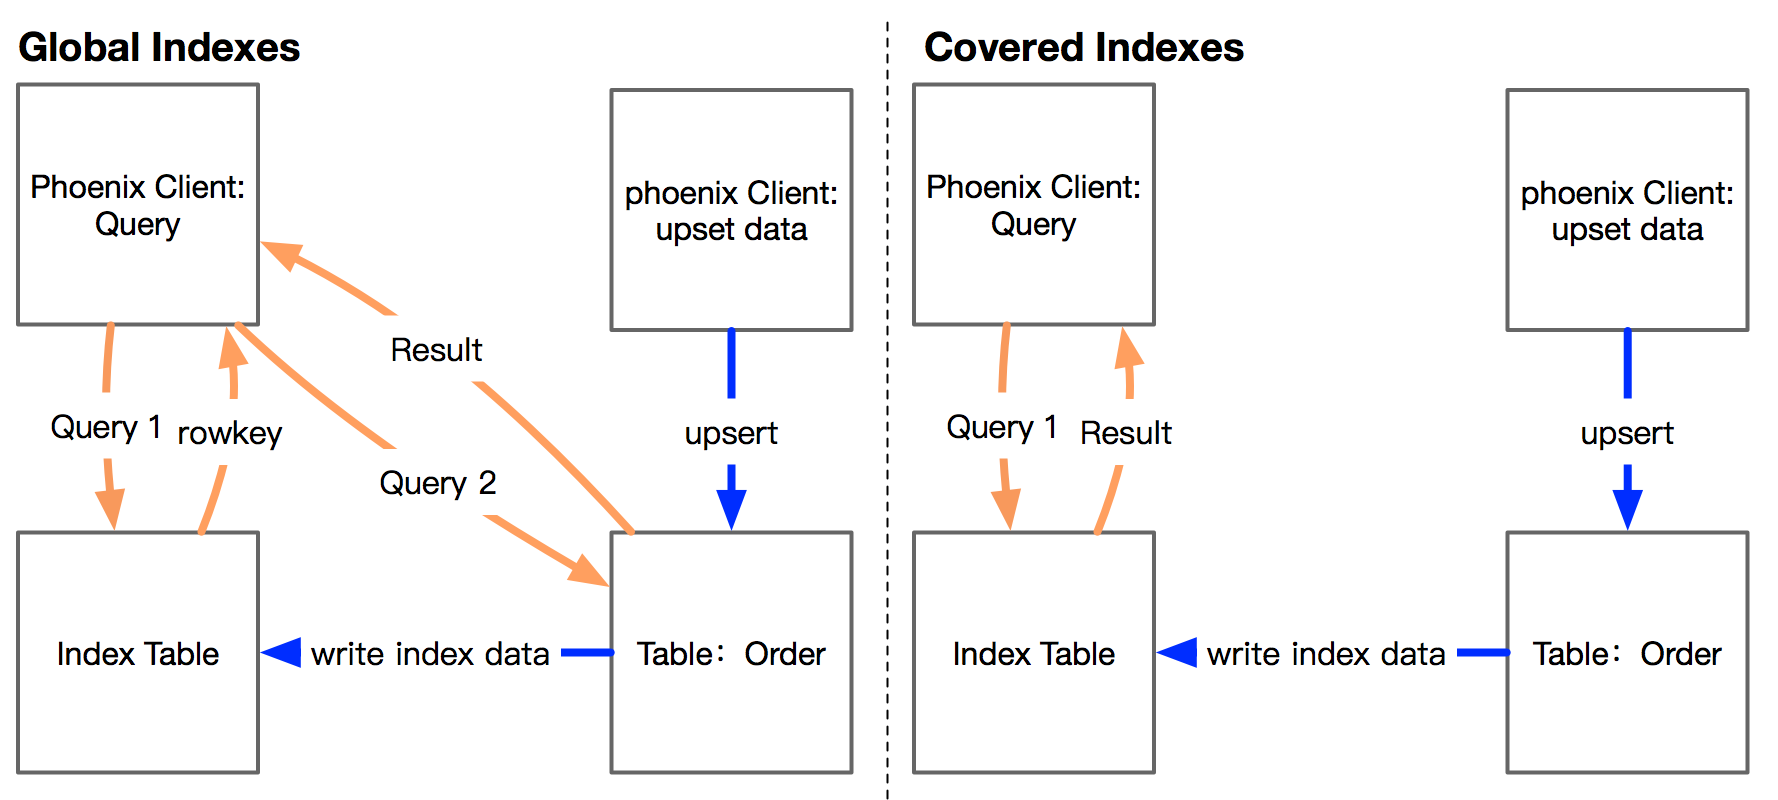 Global Indexes
Phoenix Client:
Query
phoenix Client:
upset data
Result
Query 1
rowkey
upsert
Query 2
Index Table
write index data
Table：Order
Covered Indexes
Phoenix Client:
Query
phoenix Client:
upset data
Query 1
Result
upsert
Index Table
write index data
Table：Order